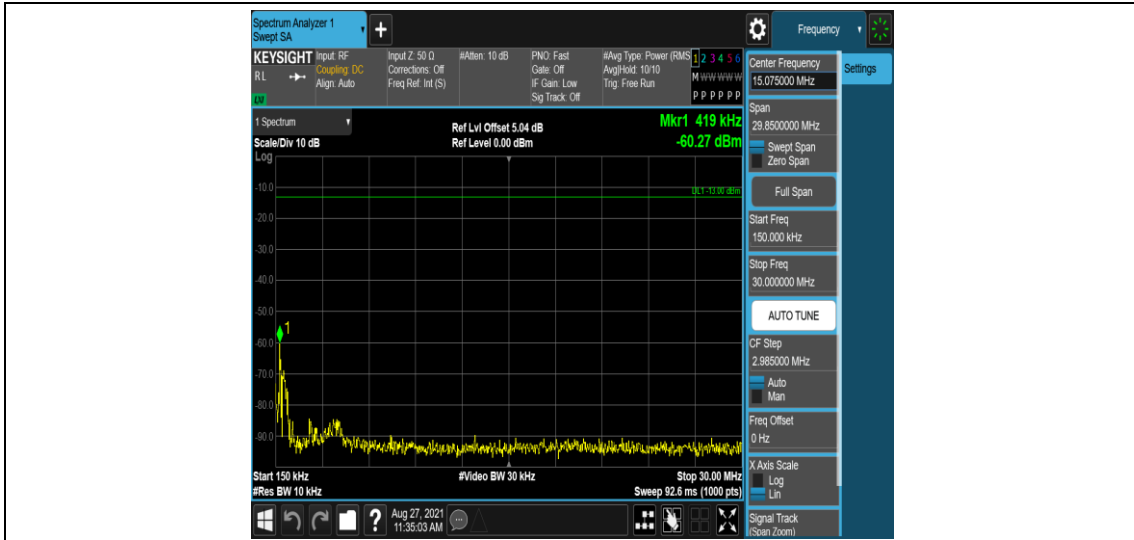 Spectrum Analyzer 1
Swept SA
Frequency
KEYSIGHT
RL
Input: RF
Coupling: DC
Align: Auto
Input Z: 50 Ω
Corrections: Off
Freq Ref: Int (S)
#Atten: 10 dB
PNO: Fast
Gate: Off
IF Gain: Low
Sig Track: Off
#Avg Type: Power (RMS
Avg|Hold: 10/10
Trig: Free Run
1 2 3 4 5 6
M W W W W W
P P P P P P
1 Spectrum
Scale/Div 10 dB
Log
Ref Lvl Offset 5.04 dB
Ref Level 0.00 dBm
Mkr1 419 kHz
-60.27 dBm
DL1 -13.00 dBm
-10.0
-20.0
-30.0
-40.0
-50.0
-60.0
-70.0
-80.0
-90.0
1
Start 150 kHz
#Res BW 10 kHz
#Video BW 30 kHz
Stop 30.00 MHz
Sweep 92.6 ms (1000 pts)
Aug 27, 2021
11:35:03 AM
Center Frequency
15.075000 MHz
Settings
Span
29.8500000 MHz
Swept Span
Zero Span
Full Span
Start Freq
150.000 kHz
Stop Freq
30.000000 MHz
AUTO TUNE
CF Step
2.985000 MHz
Auto
Man
Freq Offset
0 Hz
X Axis Scale
Log
Lin
Signal Track
(Span Zoom)